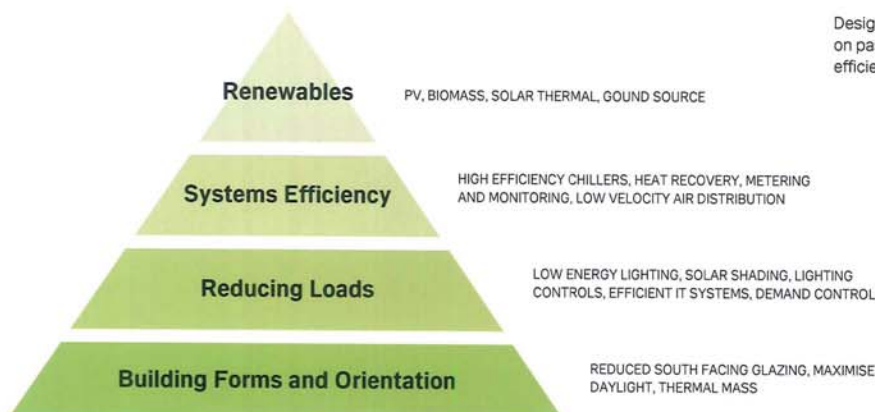 Desig
on pa
efficie
Renewables
PV, BIOMASS, SOLAR THERMAL, GOUND SOURCE
Systems Efficiency
HIGH EFFICIENCY CHILLERS, HEAT RECOVERY, METERING
AND MONITORING, LOW VELOCITY AIR DISTRIBUTION
Reducing Loads
LOW ENERGY LIGHTING, SOLAR SHADING, LIGHTING
CONTROLS, EFFICIENT IT SYSTEMS, DEMAND CONTROL
Building Forms and Orientation
REDUCED SOUTH FACING GLAZING, MAXIMISE
DAYLIGHT, THERMAL MASS